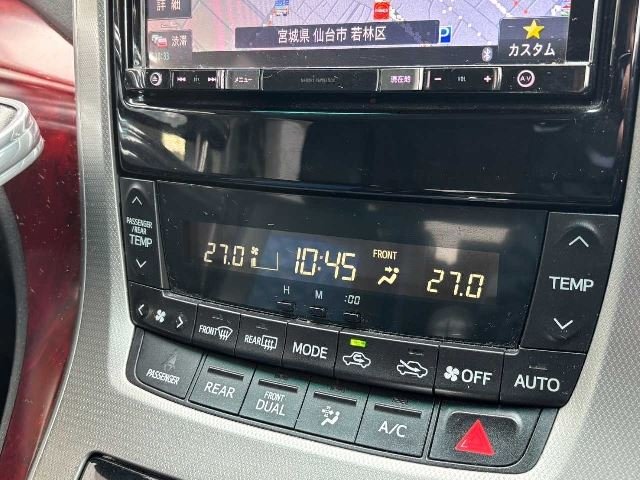 詳細
渋滞
宮城県 仙台市 若林区
P
カスタム
メニュー
現在地
− VOL +
A·V
PASSENGER
/REAR
TEMP
27.0
10:45
FRONT
27.0
TEMP
H M :00
FRONT
REAR
MODE
OFF
AUTO
PASSENGER
REAR
FRONT
DUAL
A/C